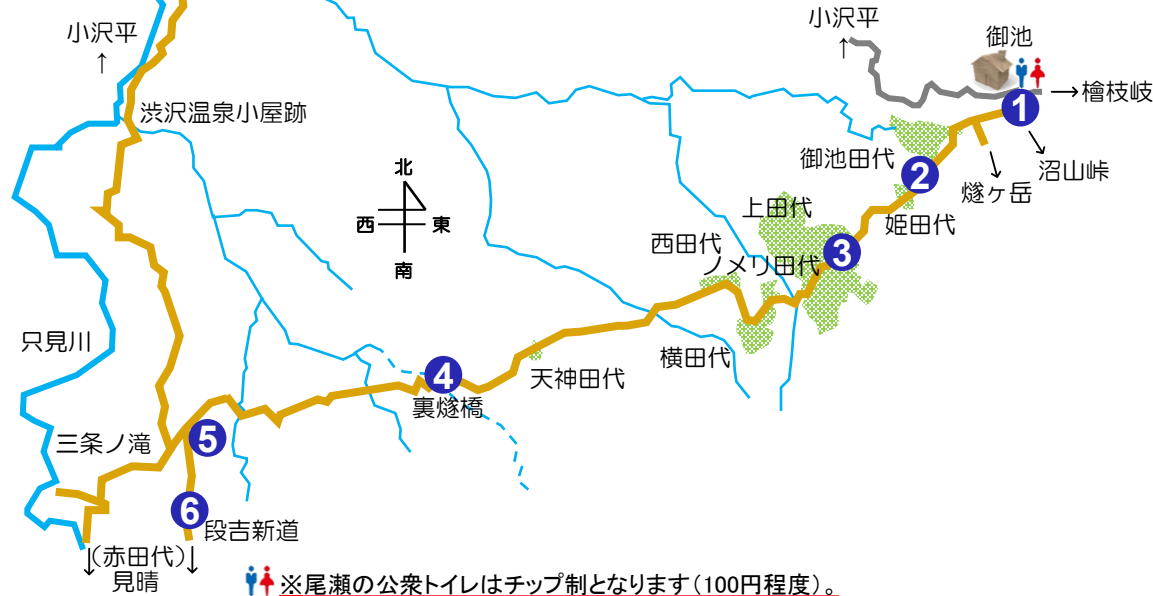 小沢平
↑
小沢平
↑
御池
→檜枝岐
1
渋沢温泉小屋跡
御池田代
2
沼山峠
燧ヶ岳
姫田代
北
西 東
南
上田代
西田代
ノメリ田代
3
只見川
横田代
天神田代
4
裏燧橋
三条ノ滝
5
6
段吉新道
↓(赤田代)↓
見晴
※尾瀬の公衆トイレはチップ制となります(100円程度)。